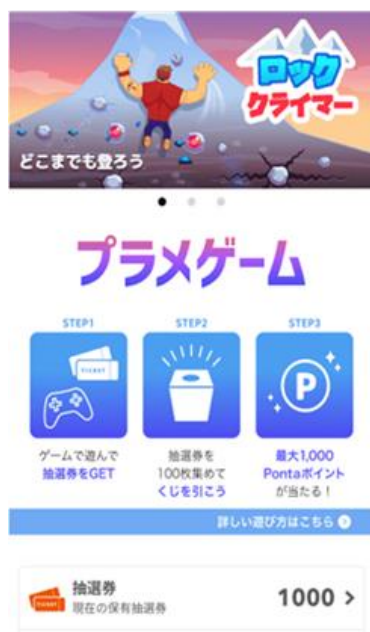 ロック
クライマー
どこまでも登ろう
プラメゲーム
STEP1
STEP2
STEP3
TICKET
P
ゲームで遊んで
抽選券をGET
抽選券を
100枚集めて
くじを引こう
最大1,000
Pontaポイント
が当たる！
詳しい遊び方はこちら
TICKET
抽選券
現在の保有抽選券
1000 >